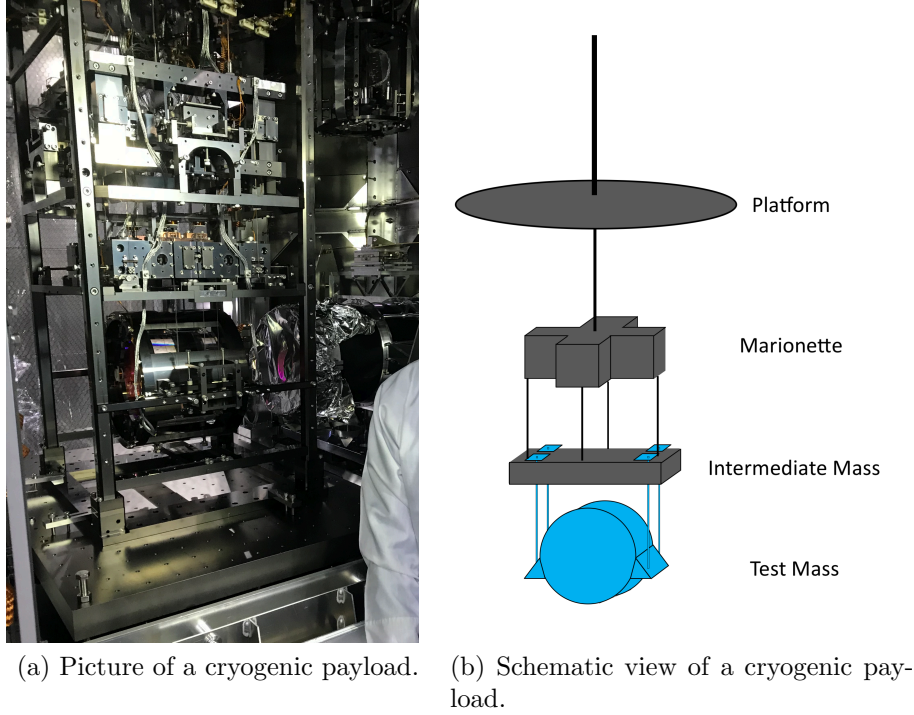 Platform
Marionette
Intermediate Mass
Test Mass
(a) Picture of a cryogenic payload.
(b) Schematic view of a cryogenic pay-
load.